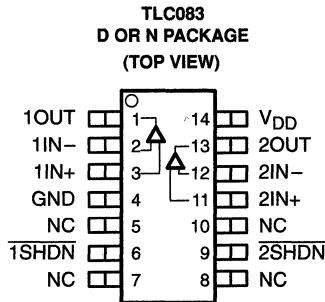 TLC083
D OR N PACKAGE
(TOP VIEW)
1OUT 1 14 VDD
1IN− 2 13 2OUT
1IN+ 3 12 2IN−
GND 4 11 2IN+
NC 5 10 NC
1SHDN 6 9 2SHDN
NC 7 8 NC